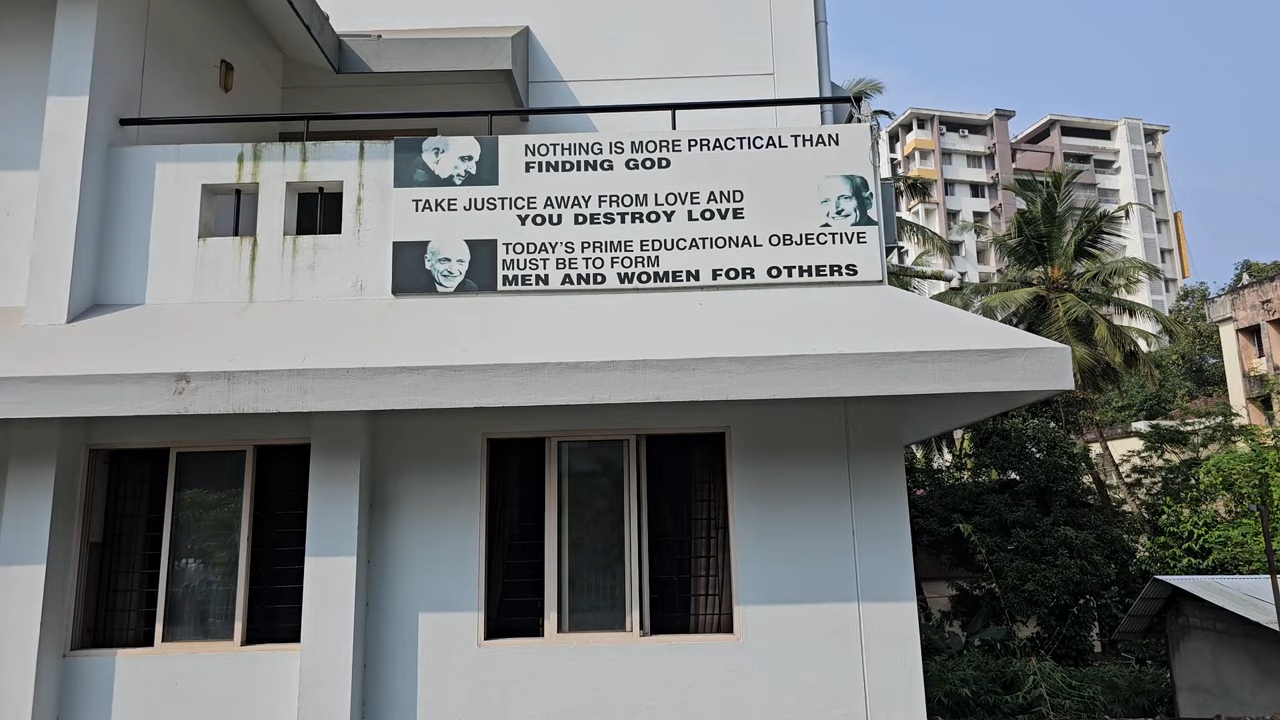 NOTHING IS MORE PRACTICAL THAN
FINDING GOD
TAKE JUSTICE AWAY FROM LOVE AND
YOU DESTROY LOVE
TODAY'S PRIME EDUCATIONAL OBJECTIVE
MUST BE TO FORM
MEN AND WOMEN FOR OTHERS